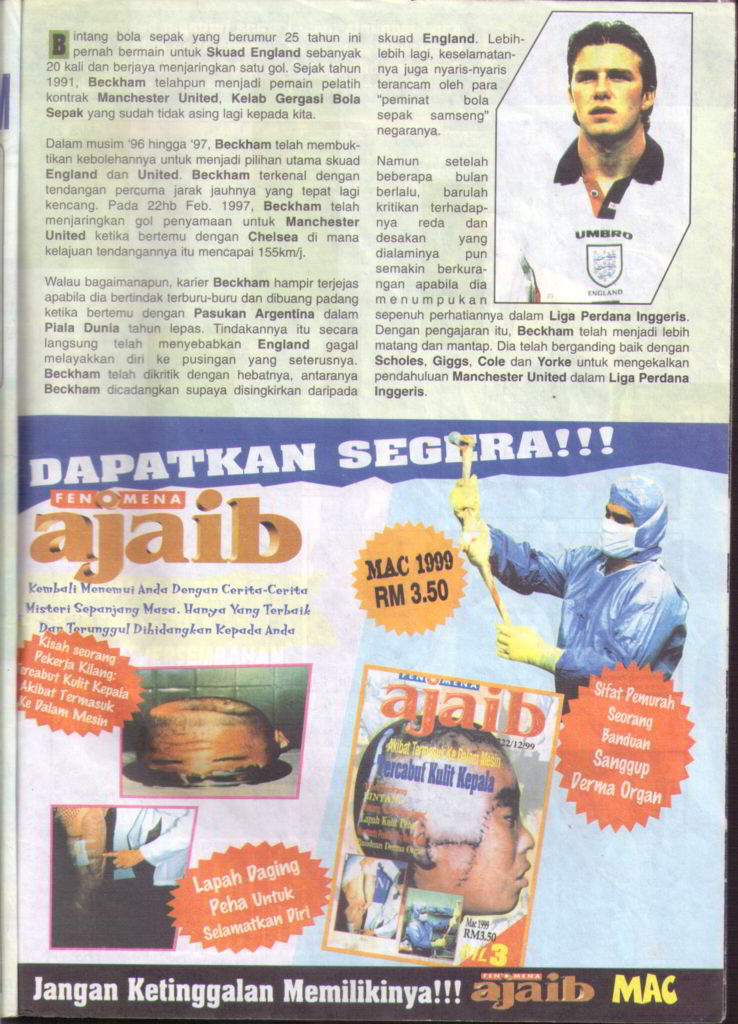 Bintang bola sepak yang berumur 25 tahun ini
pernah bermain untuk Skuad England sebanyak
20 kali dan berjaya menjaringkan satu gol. Sejak tahun
1991, Beckham telahpun menjadi pemain pelatih
kontrak Manchester United, Kelab Gergasi Bola
Sepak yang sudah tidak asing lagi kepada kita.
Dalam musim '96 hingga '97, Beckham telah membuk-
tikan kebolehannya untuk menjadi pilihan utama skuad
England dan United. Beckham terkenal dengan
tendangan percuma jarak jauhnya yang tepat lagi
kencang. Pada 22hb Feb. 1997, Beckham telah
menjaringkan gol penyamaan untuk Manchester
United ketika bertemu dengan Chelsea di mana
kelajuan tendangannya itu mencapai 155km/j.
Walau bagaimanapun, karier Beckham hampir terjejas
apabila dia bertindak terburu-buru dan dibuang padang
ketika bertemu dengan Pasukan Argentina dalam
Piala Dunia tahun lepas. Tindakannya itu secara
langsung telah menyebabkan England gagal
melayakkan diri ke pusingan yang seterusnya.
Beckham telah dikritik dengan hebatnya, antaranya
Beckham dicadangkan supaya disingkirkan daripada
skuad England. Lebih-
lebih lagi, keselamatan-
nya juga nyaris-nyaris
terancam oleh para
"peminat bola
sepak samseng"
negaranya.
Namun setelah
beberapa bulan
berlalu, barulah
kritikan terhadap-
nya reda dan
desakan yang
dialaminya pun
semakin berkura-
ngan apabila dia
menumpukan
sepenuh perhatiannya dalam Liga Perdana Inggeris.
Dengan pengajaran itu, Beckham telah menjadi lebih
matang dan mantap. Dia telah berganding baik dengan
Scholes, Giggs, Cole dan Yorke untuk mengekalkan
pendahuluan Manchester United dalam Liga Perdana
Inggeris.
UMBRO
ENGLAND
DAPATKAN SEGERA!!!
FENOMENA
ajaib
Kembali Menemui Anda Dengan Cerita-Cerita
Misteri Sepanjang Masa. Hanya Yang Terbaik
Dan Terunggul Dihidangkan Kepada Anda
MAC 1999
RM 3.50
Kisah seorang
Pekerja Kilang:
Tercabut Kulit Kepala
Akibat Termasuk
Ke Dalam Mesin
Sifat Pemurah
Seorang
Banduan
Sanggup
Derma Organ
Lapah Daging
Peha Untuk
Selamatkan Diri
FENOMENA
ajaib
22/12/99
Akibat Termasuk Ke Dalam Mesin
Tercabut Kulit Kepala
Mac 1999
RM3.50
Jangan Ketinggalan Memilikinya!!! FENOMENA ajaib MAC